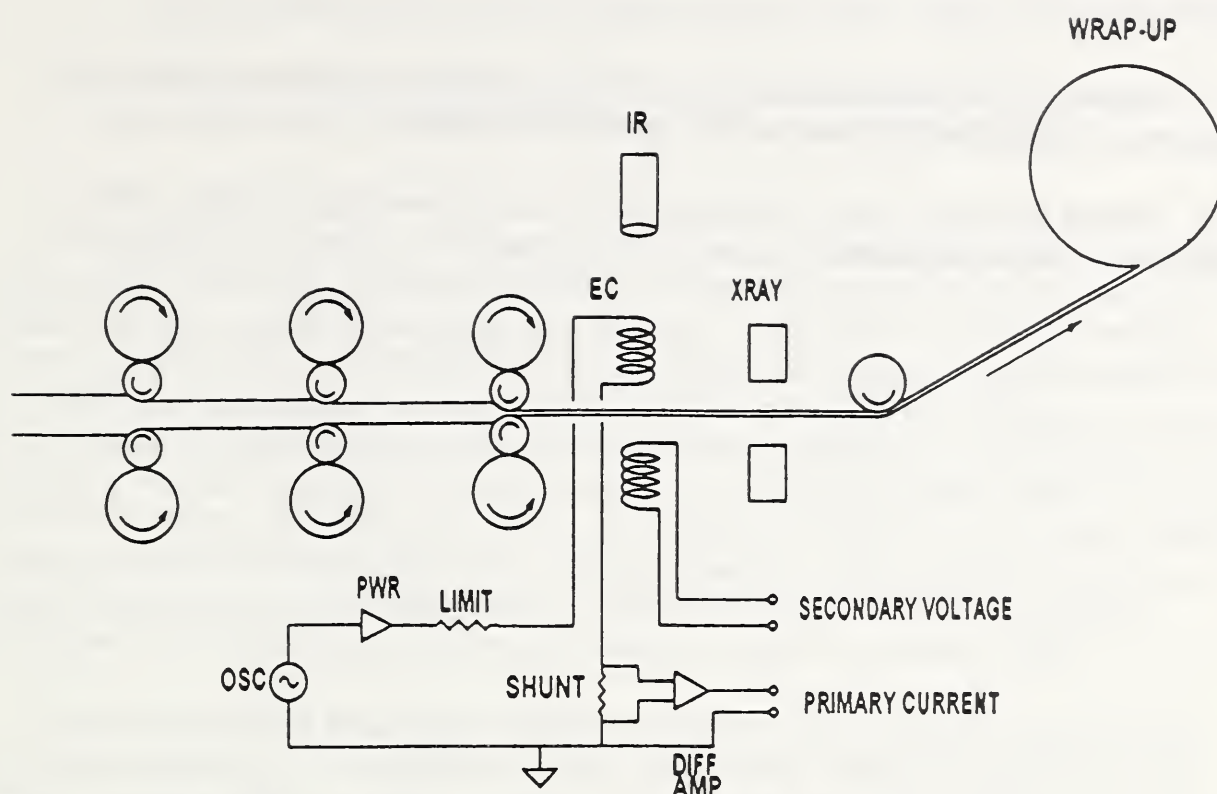 WRAP-UP
IR
EC
XRAY
PWR
LIMIT
OSC
SHUNT
SECONDARY VOLTAGE
PRIMARY CURRENT
DIFF
AMP